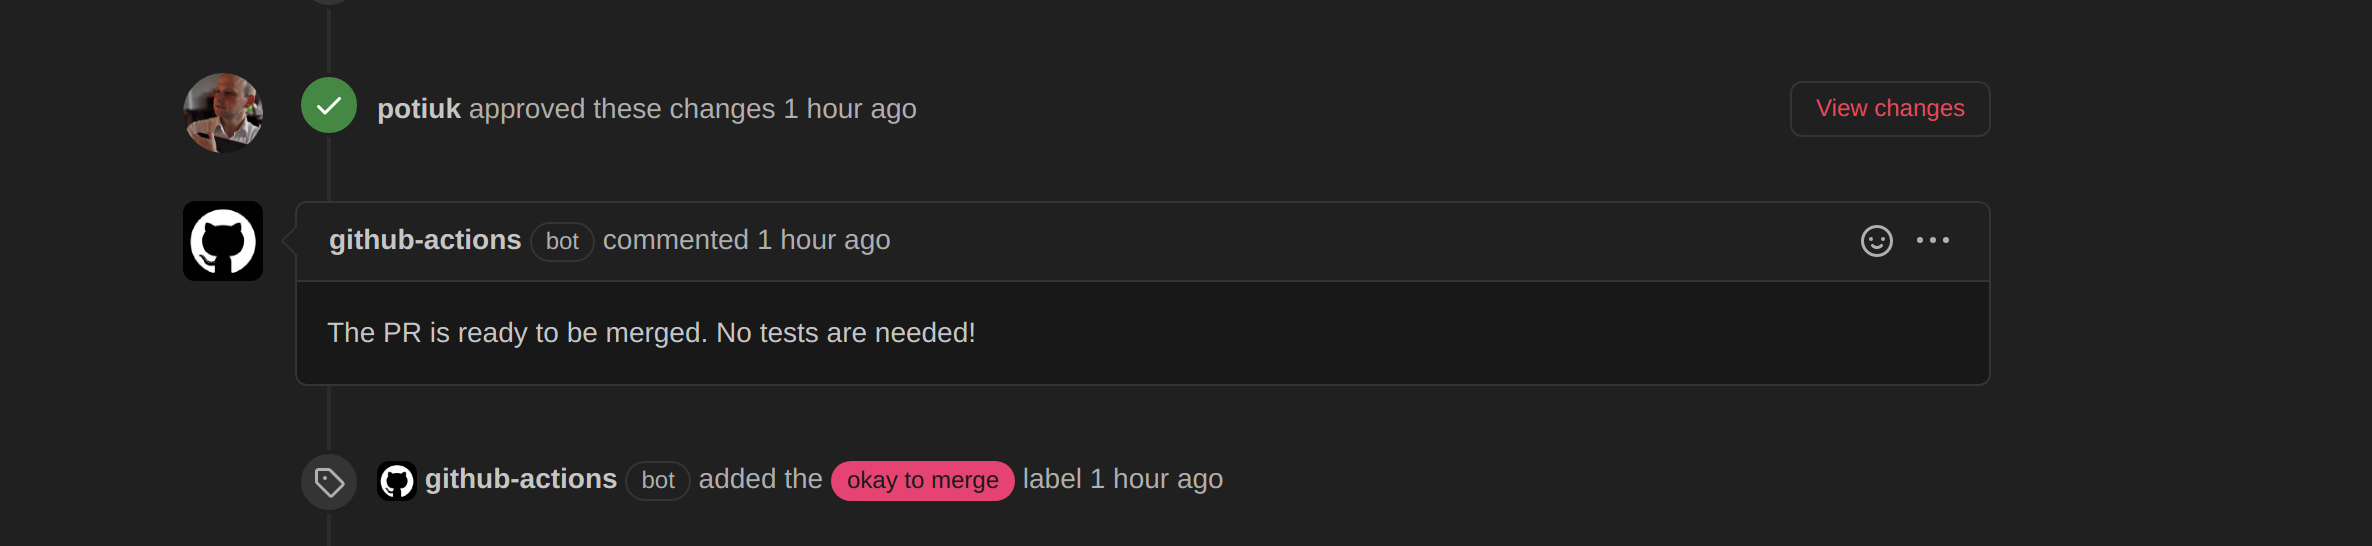 potiuk approved these changes 1 hour ago
View changes
github-actions bot commented 1 hour ago
The PR is ready to be merged. No tests are needed!
github-actions bot added the okay to merge label 1 hour ago